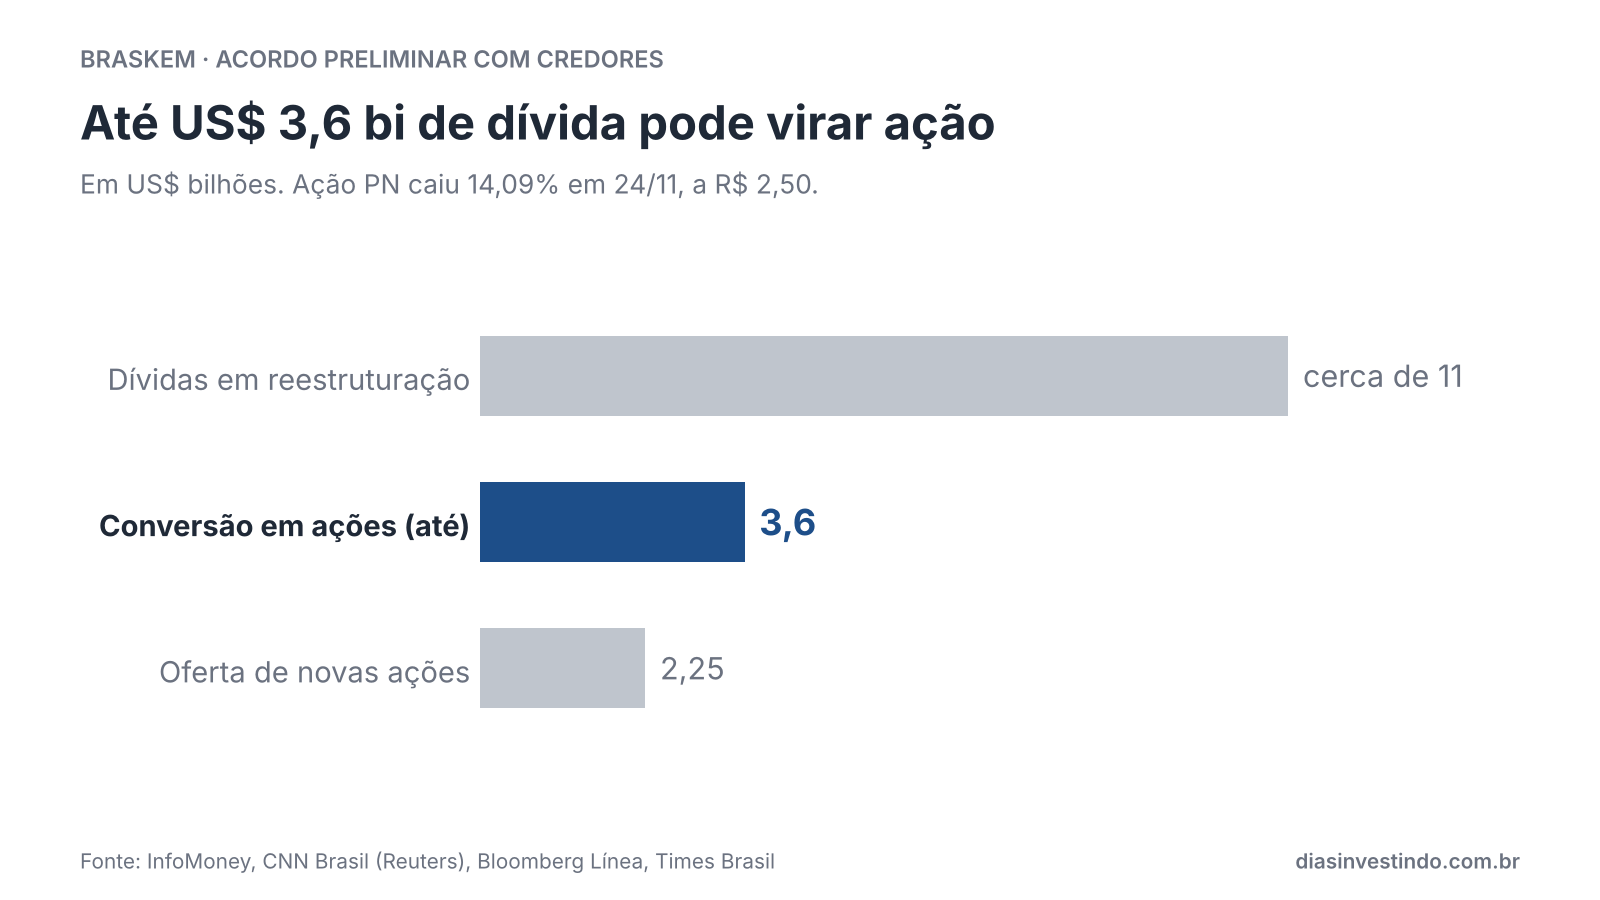 BRASKEM · ACORDO PRELIMINAR COM CREDORES
Até US$ 3,6 bi de dívida pode virar ação
Em US$ bilhões. Ação PN caiu 14,09% em 24/11, a R$ 2,50.
Dívidas em reestruturação cerca de 11
Conversão em ações (até) 3,6
Oferta de novas ações 2,25
Fonte: InfoMoney, CNN Brasil (Reuters), Bloomberg Línea, Times Brasil
diasinvestindo.com.br